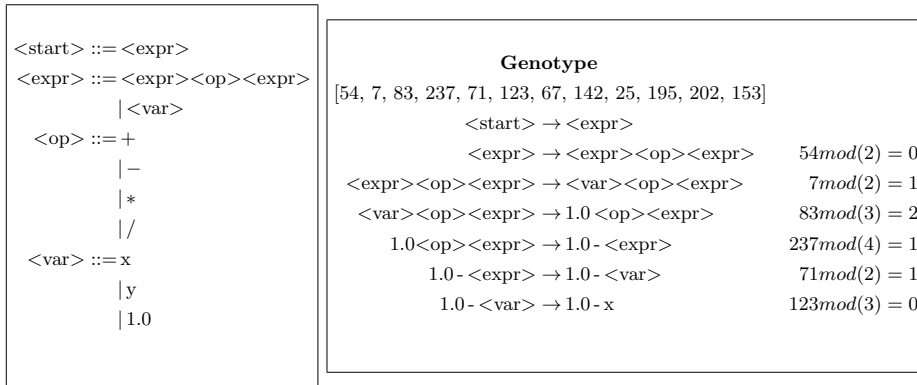 <start> ::= <expr>
<expr> ::= <expr><op><expr>
| <var>
<op> ::= +
| −
| *
| /
<var> ::= x
| y
| 1.0
Genotype
[54, 7, 83, 237, 71, 123, 67, 142, 25, 195, 202, 153]
<start> → <expr>
<expr> → <expr><op><expr> 54mod(2) = 0
<expr><op><expr> → <var><op><expr> 7mod(2) = 1
<var><op><expr> → 1.0 <op><expr> 83mod(3) = 2
1.0<op><expr> → 1.0 - <expr> 237mod(4) = 1
1.0 - <expr> → 1.0 - <var> 71mod(2) = 1
1.0 - <var> → 1.0 - x 123mod(3) = 0